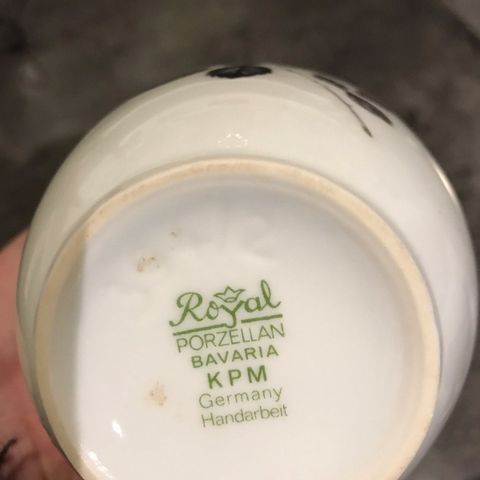 Royal
PORZELLAN
BAVARIA
KPM
Germany
Handarbeit